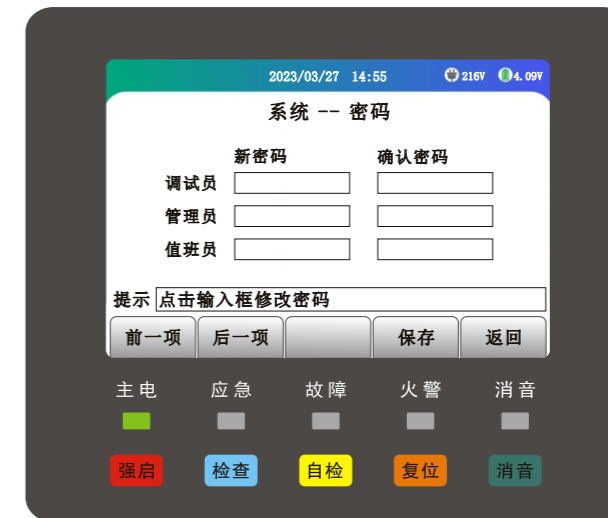 2023/03/27 14:55 216V 4.09V
系统 -- 密码
新密码 确认密码
调试员
管理员
值班员
提示 点击输入框修改密码
前一项 后一项 保存 返回
主电 应急 故障 火警 消音
强启 检查 自检 复位 消音